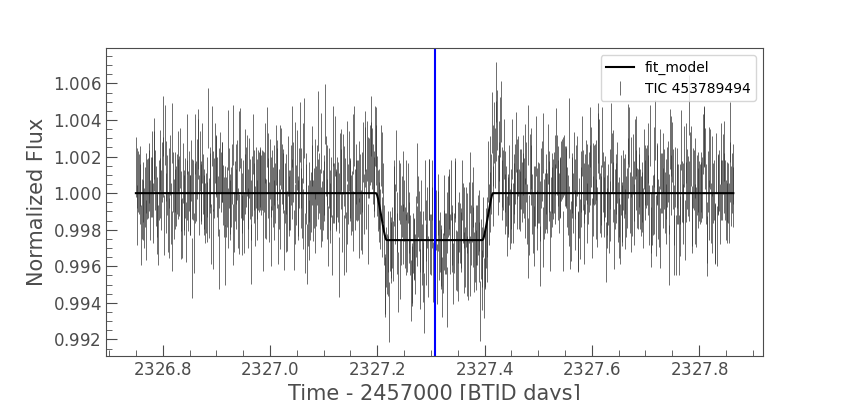 fit_model
TIC 453789494
1.006
1.004
1.002
1.000
0.998
0.996
0.994
0.992
Normalized Flux
2326.8 2327.0 2327.2 2327.4 2327.6 2327.8
Time - 2457000 [BTJD days]